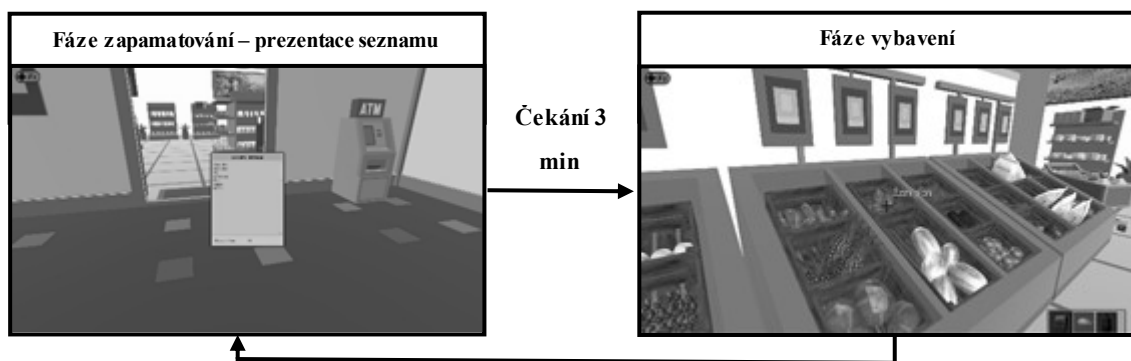 Fáze zapamatování – prezentace seznamu
Fáze vybavení
ATM
Čekání 3
min